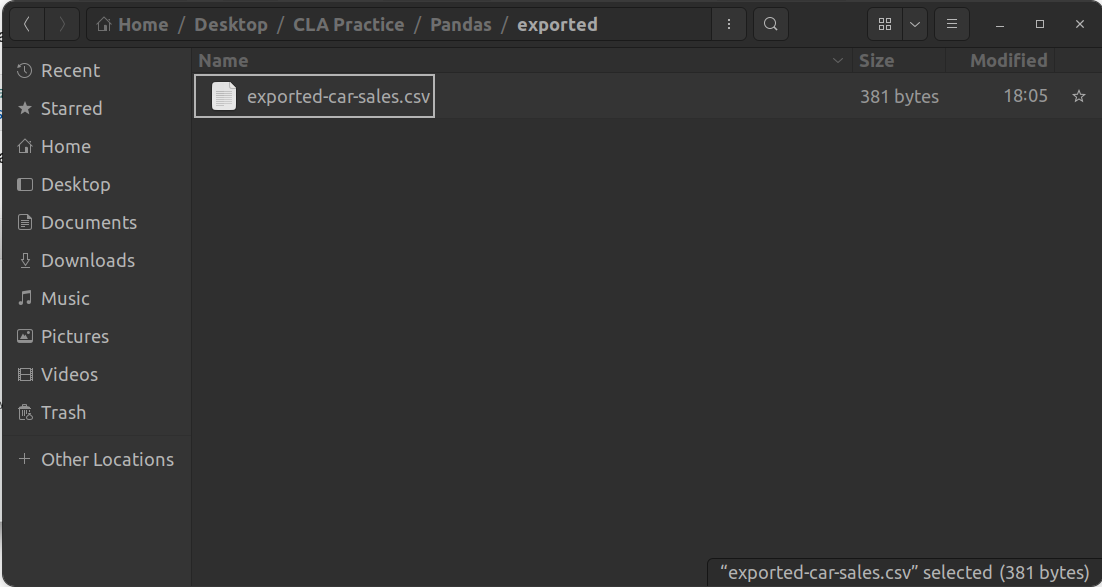 Home / Desktop / CLA Practice / Pandas / exported
Name Size Modified
exported-car-sales.csv 381 bytes 18:05
Recent
Starred
Home
Desktop
Documents
Downloads
Music
Pictures
Videos
Trash
Other Locations
“exported-car-sales.csv” selected (381 bytes)